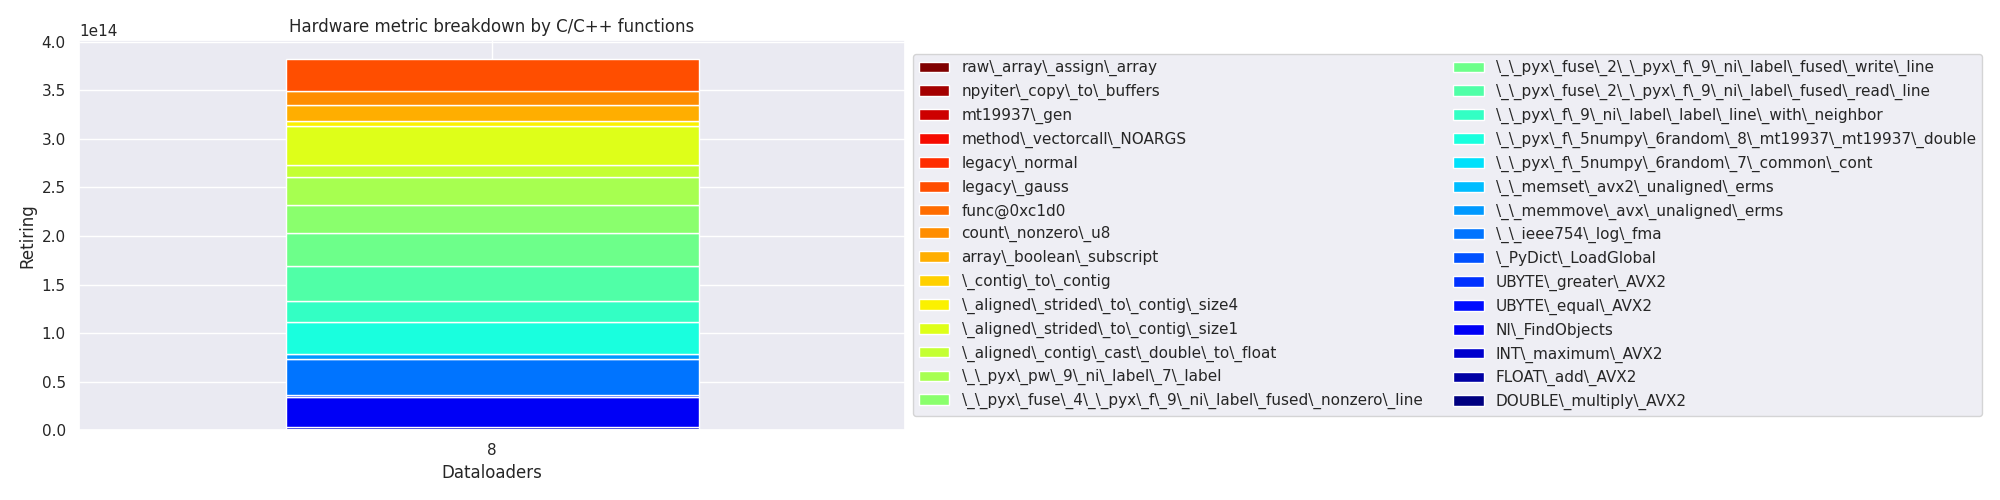 Hardware metric breakdown by C/C++ functions
1e14
4.0
3.5
3.0
2.5
2.0
1.5
1.0
0.5
0.0
Retiring
8
Dataloaders
raw\_array\_assign\_array
npyiter\_copy\_to\_buffers
mt19937\_gen
method\_vectorcall\_NOARGS
legacy\_normal
legacy\_gauss
func@0xc1d0
count\_nonzero\_u8
array\_boolean\_subscript
\_contig\_to\_contig
\_aligned\_strided\_to\_contig\_size4
\_aligned\_strided\_to\_contig\_size1
\_aligned\_contig\_cast\_double\_to\_float
\_\_pyx\_pw\_9\_ni\_label\_7\_label
\_\_pyx\_fuse\_4\_\_pyx\_f\_9\_ni\_label\_fused\_nonzero\_line
\_\_pyx\_fuse\_2\_\_pyx\_f\_9\_ni\_label\_fused\_write\_line
\_\_pyx\_fuse\_2\_\_pyx\_f\_9\_ni\_label\_fused\_read\_line
\_\_pyx\_f\_9\_ni\_label\_label\_line\_with\_neighbor
\_\_pyx\_f\_5numpy\_6random\_8\_mt19937\_mt19937\_double
\_\_pyx\_f\_5numpy\_6random\_7\_common\_cont
\_\_memset\_avx2\_unaligned\_erms
\_\_memmove\_avx\_unaligned\_erms
\_\_ieee754\_log\_fma
\_PyDict\_LoadGlobal
UBYTE\_greater\_AVX2
UBYTE\_equal\_AVX2
NI\_FindObjects
INT\_maximum\_AVX2
FLOAT\_add\_AVX2
DOUBLE\_multiply\_AVX2